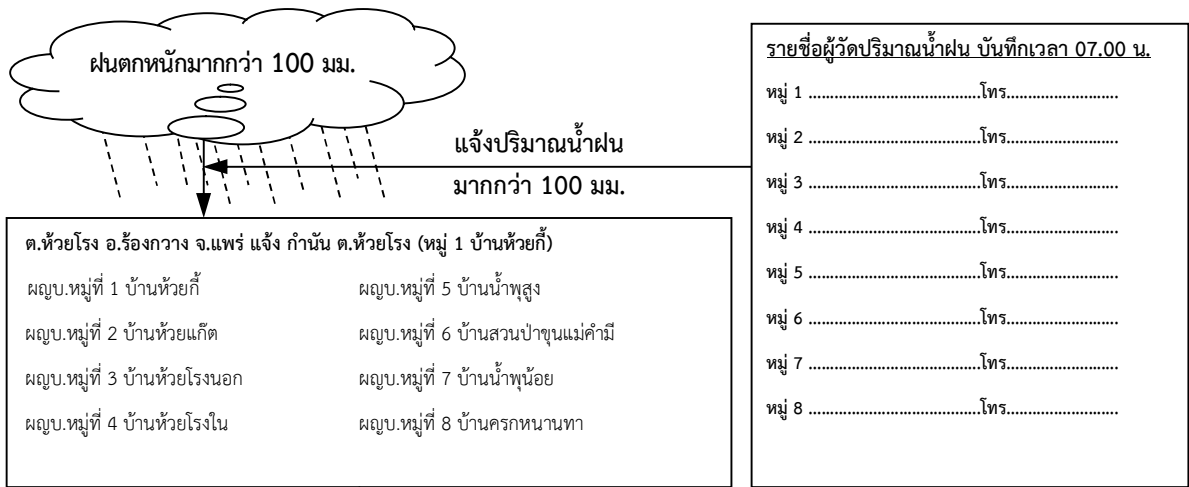 ฝนตกหนักมากกว่า 100 มม.
แจ้งปริมาณน้ำฝน
มากกว่า 100 มม.
ต.ห้วยโรง อ.ร้องกวาง จ.แพร่ แจ้ง กำนัน ต.ห้วยโรง (หมู่ 1 บ้านห้วยกี้)
ผญบ.หมู่ที่ 1 บ้านห้วยกี้ ผญบ.หมู่ที่ 5 บ้านน้ำพุสูง
ผญบ.หมู่ที่ 2 บ้านห้วยแก๊ต ผญบ.หมู่ที่ 6 บ้านสวนป่าขุนแม่คำมี
ผญบ.หมู่ที่ 3 บ้านห้วยโรงนอก ผญบ.หมู่ที่ 7 บ้านน้ำพุน้อย
ผญบ.หมู่ที่ 4 บ้านห้วยโรงใน ผญบ.หมู่ที่ 8 บ้านครกหนานทา
รายชื่อผู้วัดปริมาณน้ำฝน บันทึกเวลา 07.00 น.
หมู่ 1 .......................................โทร.........................
หมู่ 2 .......................................โทร.........................
หมู่ 3 .......................................โทร.........................
หมู่ 4 .......................................โทร.........................
หมู่ 5 .......................................โทร.........................
หมู่ 6 .......................................โทร.........................
หมู่ 7 .......................................โทร.........................
หมู่ 8 .......................................โทร.........................